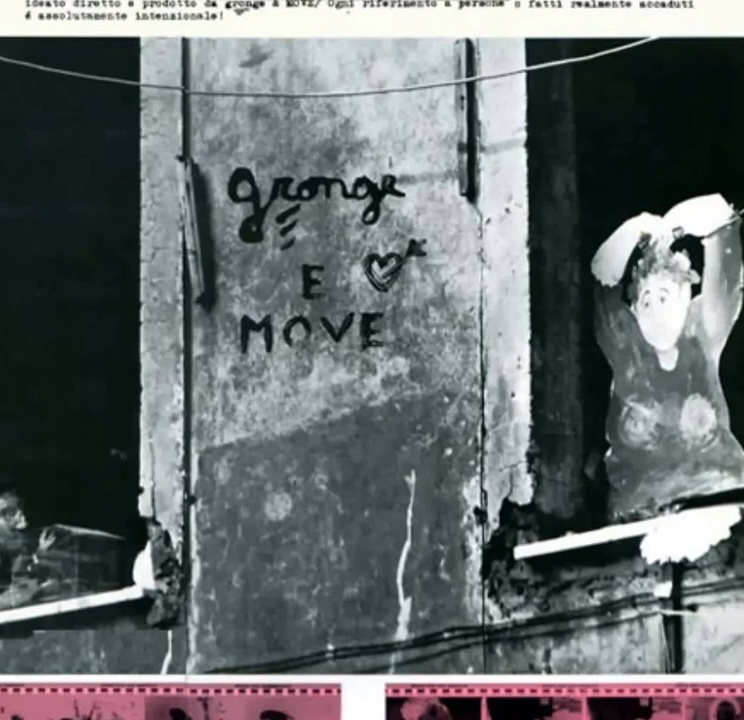 ideato diretto e prodotto da gronge & MOVE/ Ogni riferimento a persone o fatti realmente accaduti
é assolutamente intenzionale!
gronge
E
MOVE